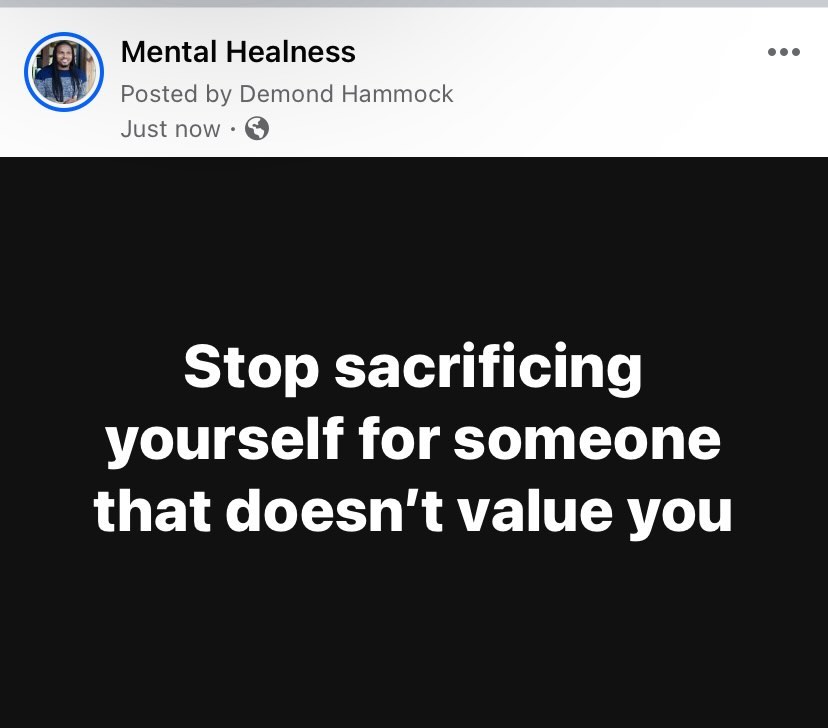 Mental Healness
Posted by Demond Hammock
Just now ·
Stop sacrificing
yourself for someone
that doesn’t value you